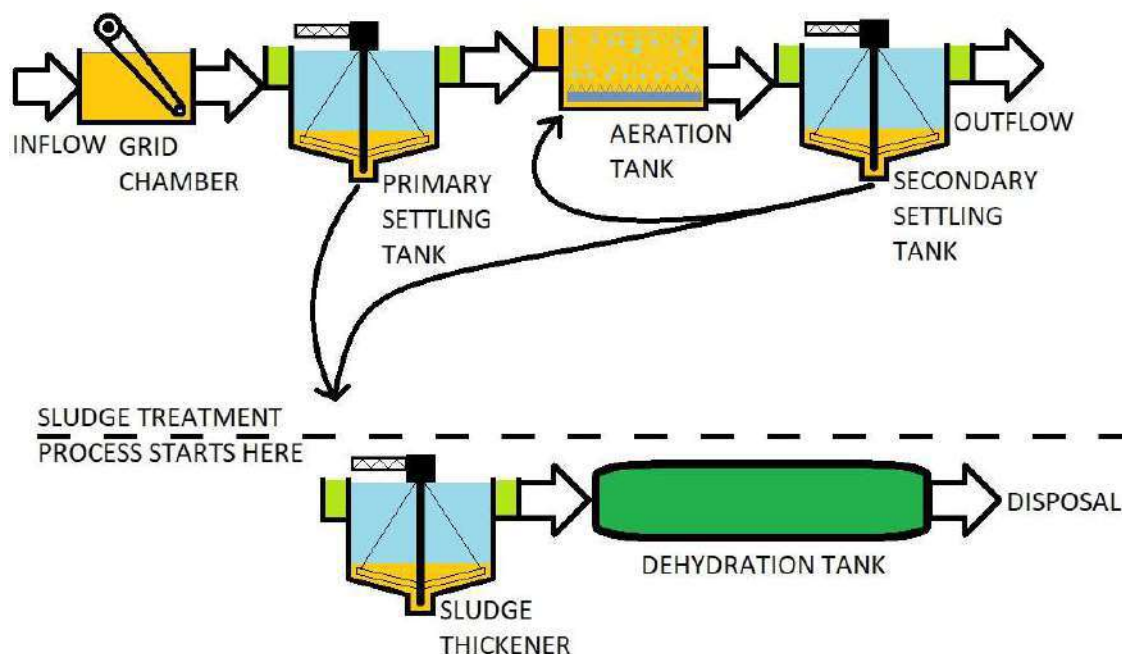 INFLOW
GRID
CHAMBER
PRIMARY
SETTLING
TANK
AERATION
TANK
SECONDARY
SETTLING
TANK
OUTFLOW
SLUDGE TREATMENT
PROCESS STARTS HERE
SLUDGE
THICKENER
DEHYDRATION TANK
DISPOSAL